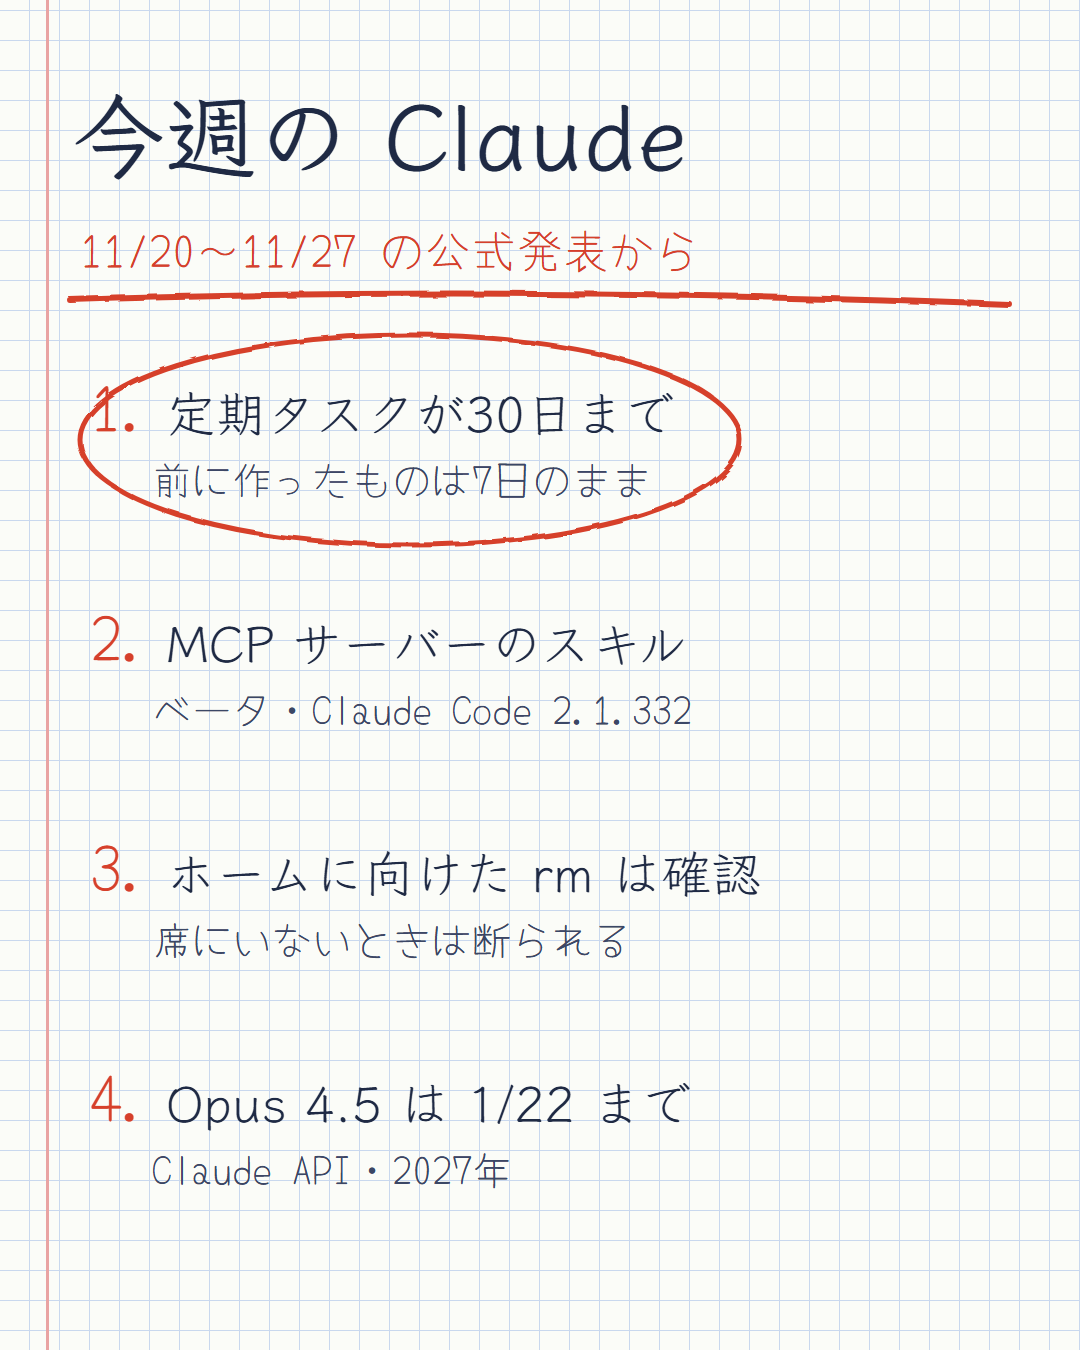 今週の Claude
11/20〜11/27 の公式発表から
1. 定期タスクが30日まで
前に作ったものは7日のまま
2. MCP サーバーのスキル
ベータ・Claude Code 2.1.332
3. ホームに向けた rm は確認
席にいないときは断られる
4. Opus 4.5 は 1/22 まで
Claude API・2027年